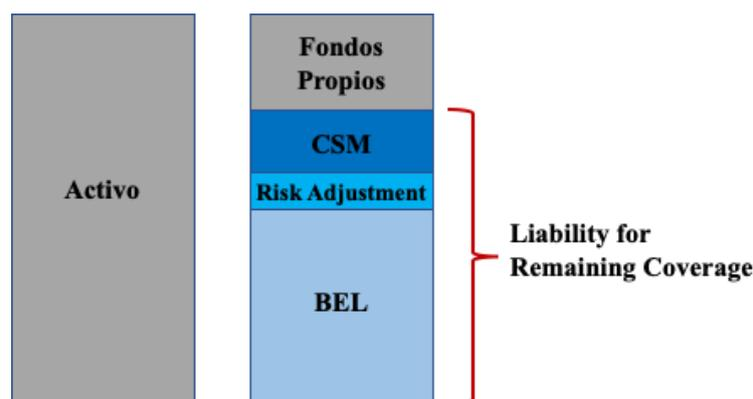 Activo
Fondos
Propios
CSM
Risk Adjustment
BEL
Liability for
Remaining Coverage